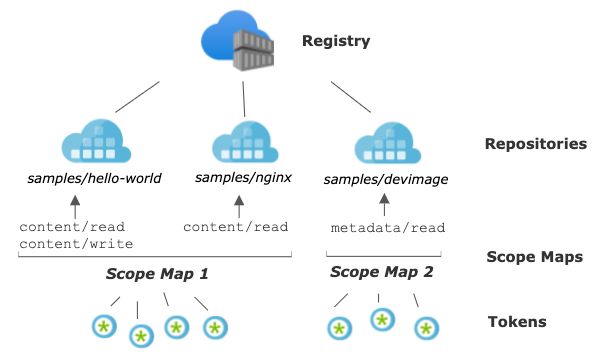 Registry
Repositories
samples/hello-world
samples/nginx
samples/devimage
content/read
content/write
content/read
metadata/read
Scope Maps
Scope Map 1
Scope Map 2
Tokens